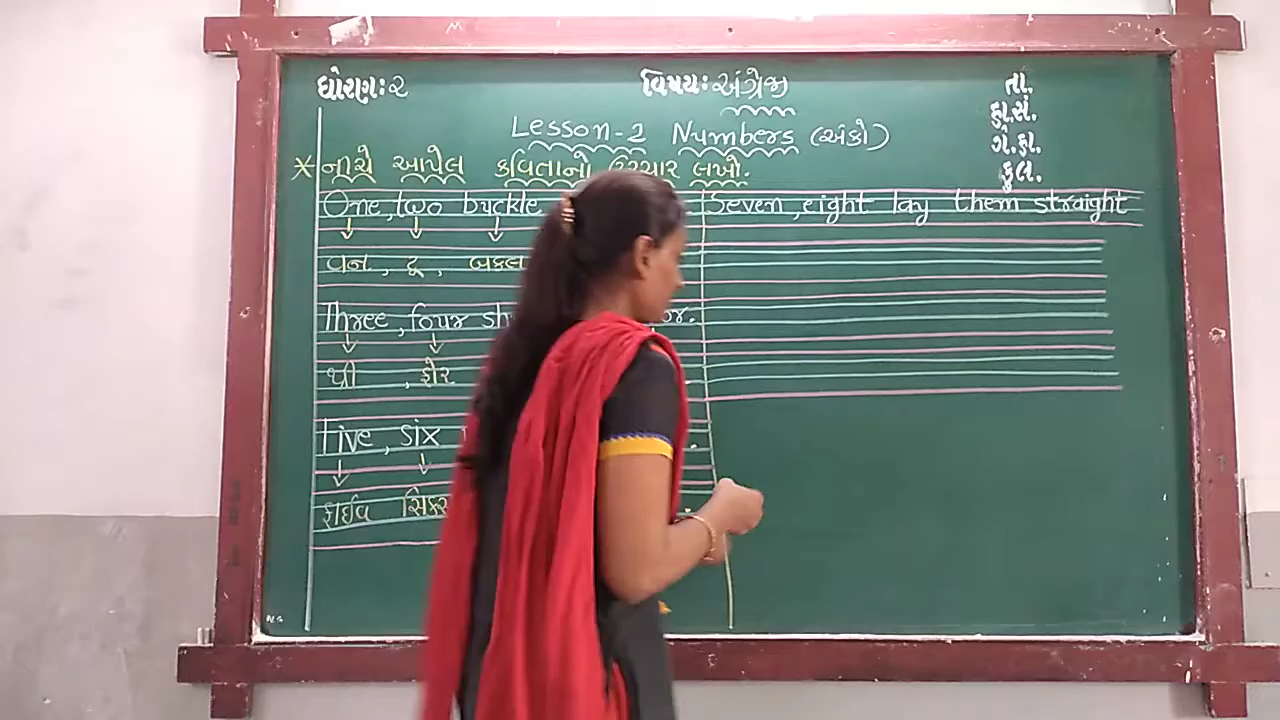 ધોરણ: ૨ વિષય: અંગ્રેજી તા.
હા.સં.
ગે.હા.
કુલ.
Lesson-2 Numbers (અંકો)
* નીચે આપેલ કવિતાનો ઉચ્ચાર લખો.
One, two buckle
વન, ટૂ, બકલ
Three, four sh
થ્રી , ફોર
Five, six
ફાઈવ સિક્સ
Seven, eight lay them straight